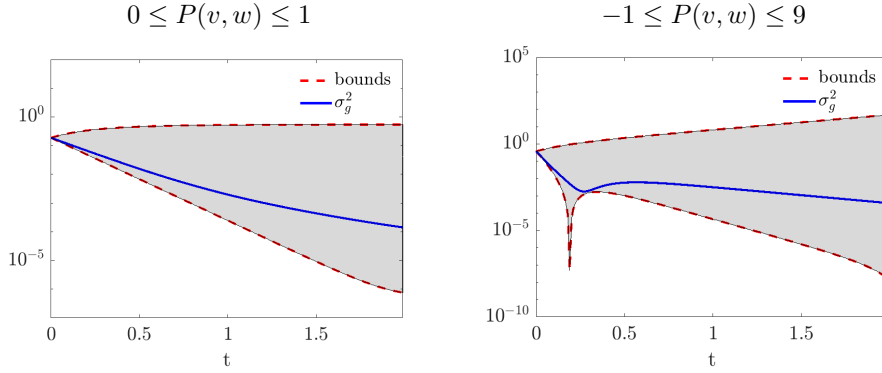 0 ≤ P(v, w) ≤ 1
10^0
10^-5
bounds
σ_g^2
0
0.5
1
1.5
t
-1 ≤ P(v, w) ≤ 9
10^5
10^0
10^-5
10^-10
bounds
σ_g^2
0
0.5
1
1.5
t